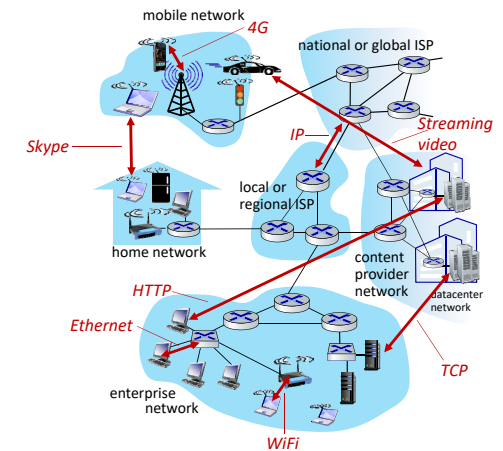 mobile network
4G
national or global ISP
Skype
IP
Streaming
video
local or
regional ISP
home network
content
provider
network
datacenter
network
HTTP
Ethernet
enterprise
network
TCP
WiFi